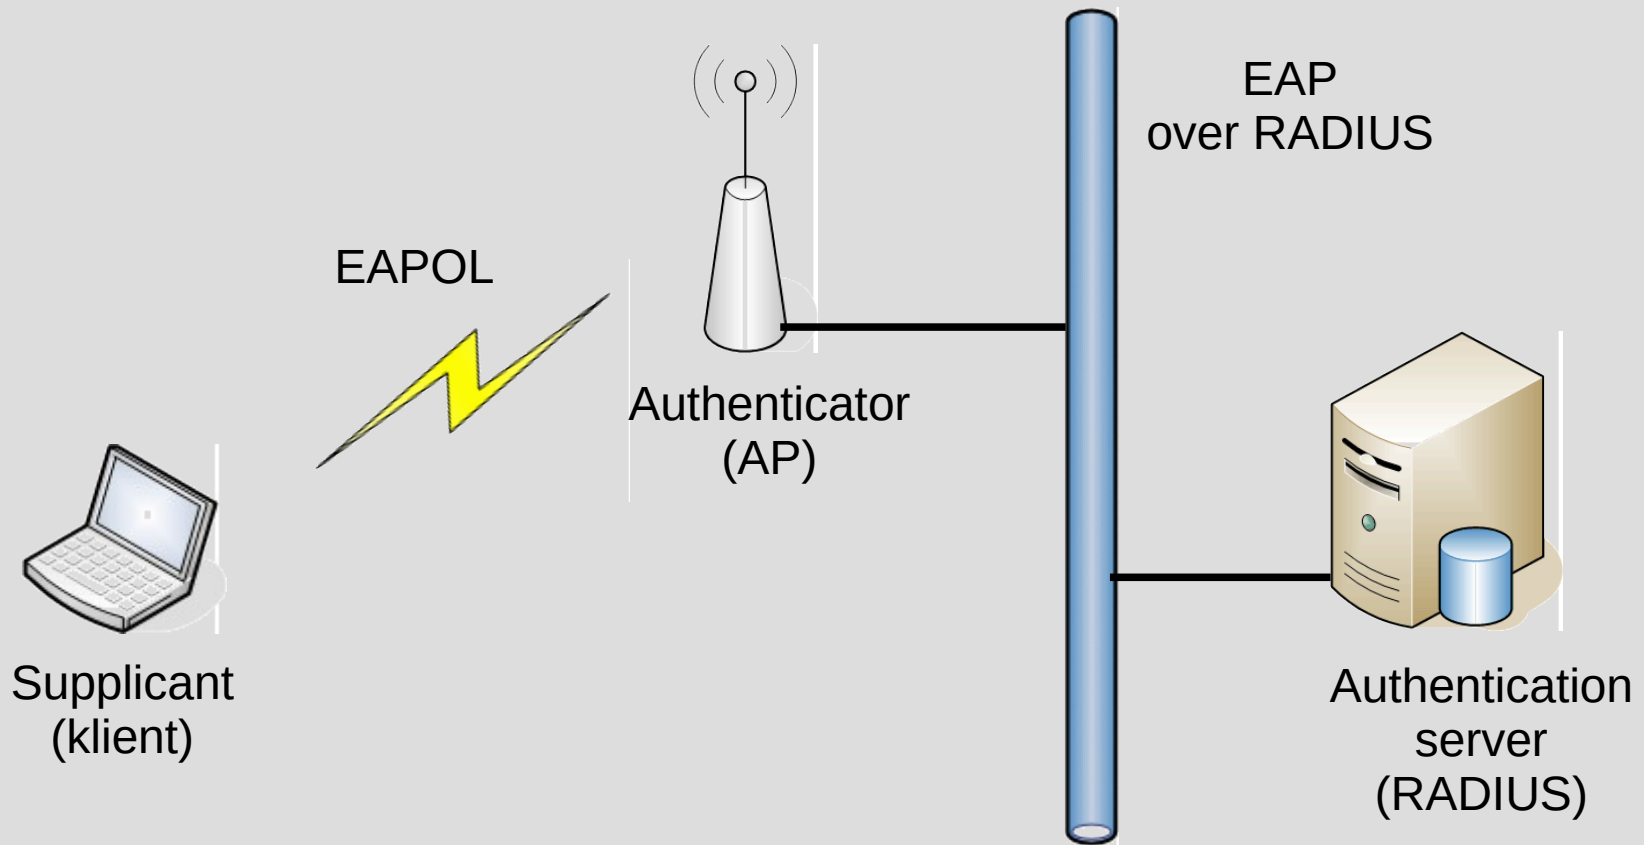 EAP
over RADIUS
EAPOL
Authenticator
(AP)
Supplicant
(klient)
Authentication
server
(RADIUS)